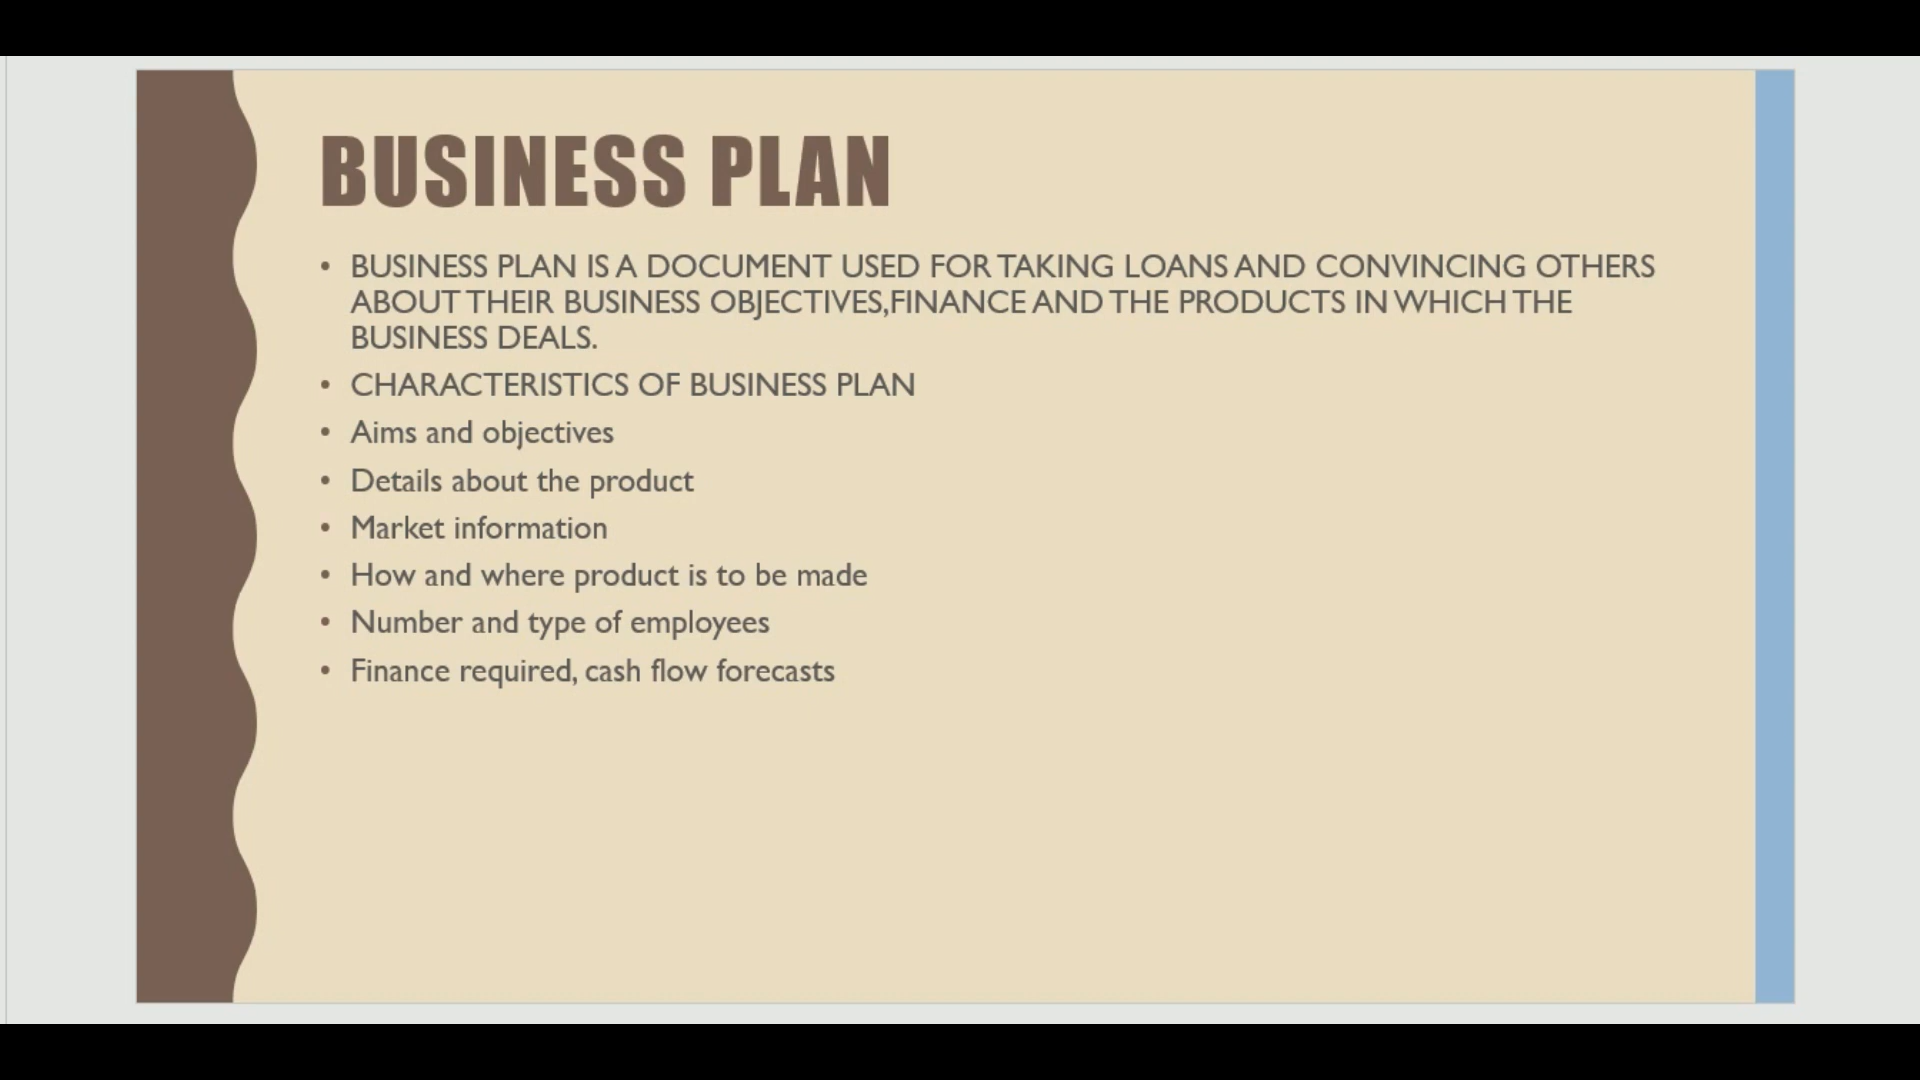 BUSINESS PLAN
• BUSINESS PLAN IS A DOCUMENT USED FOR TAKING LOANS AND CONVINCING OTHERS
ABOUT THEIR BUSINESS OBJECTIVES,FINANCE AND THE PRODUCTS IN WHICH THE
BUSINESS DEALS.
• CHARACTERISTICS OF BUSINESS PLAN
• Aims and objectives
• Details about the product
• Market information
• How and where product is to be made
• Number and type of employees
• Finance required, cash flow forecasts